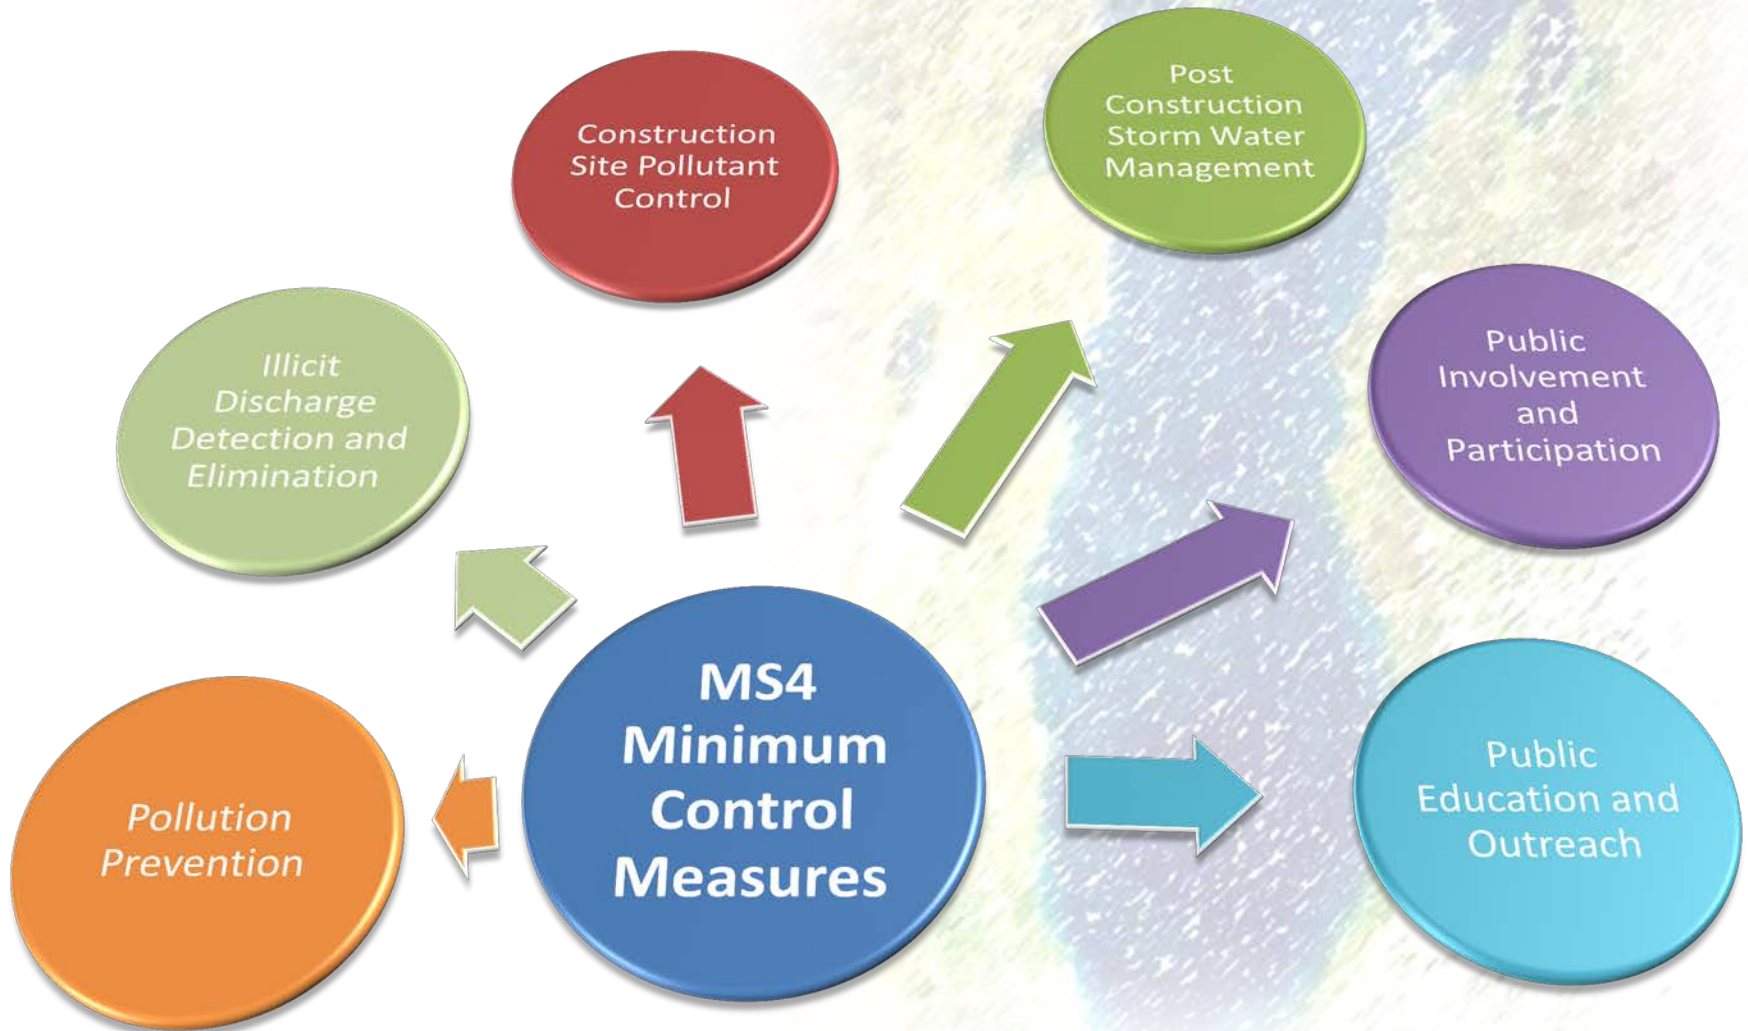 Post
Construction
Storm Water
Management
Construction
Site Pollutant
Control
Public
Involvement
and
Participation
Illicit
Discharge
Detection and
Elimination
MS4
Minimum
Control
Measures
Public
Education and
Outreach
Pollution
Prevention